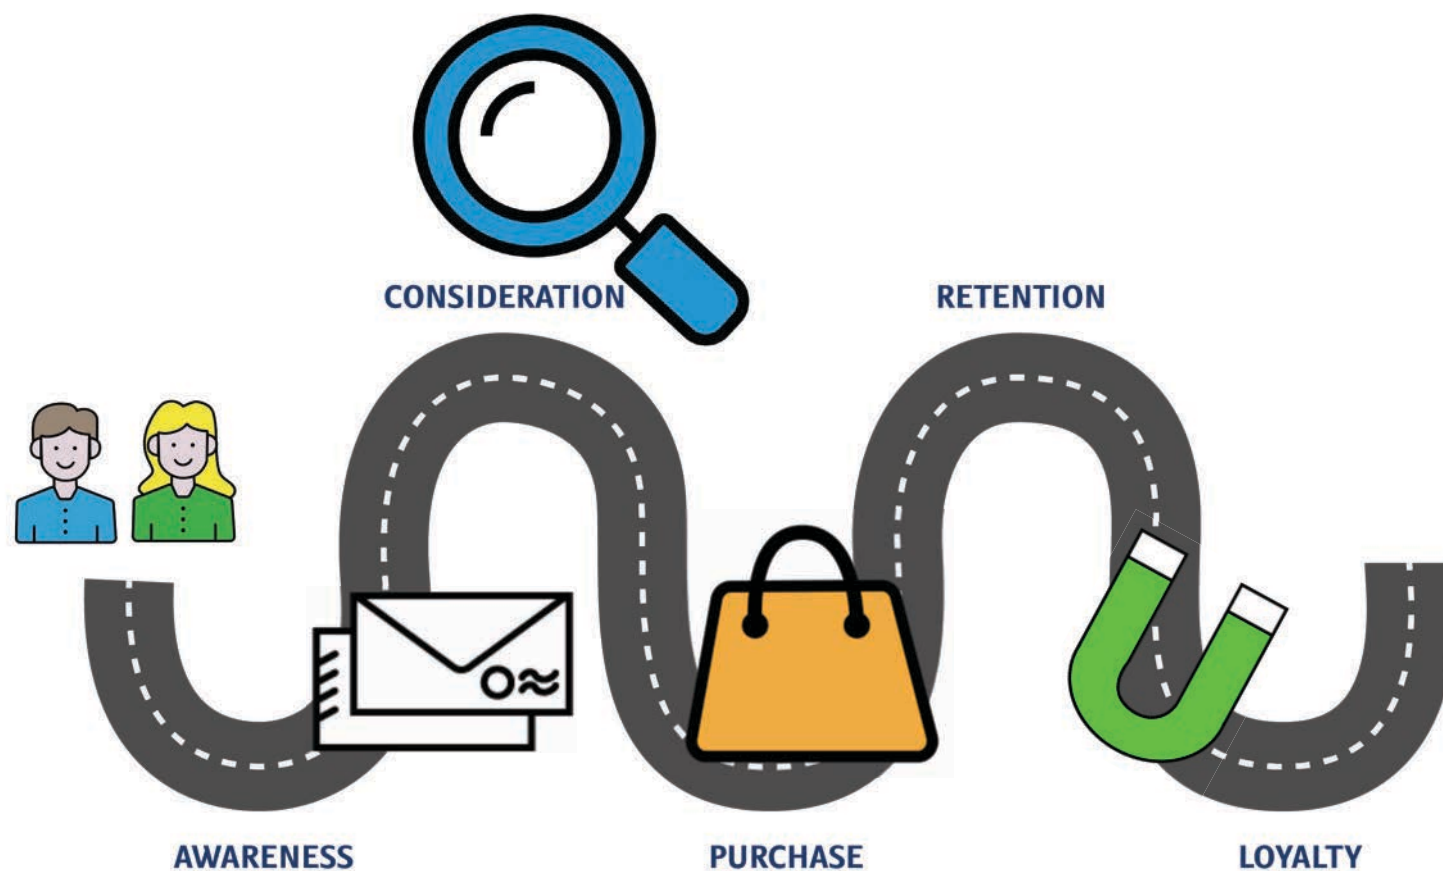 CONSIDERATION
RETENTION
AWARENESS
PURCHASE
LOYALTY